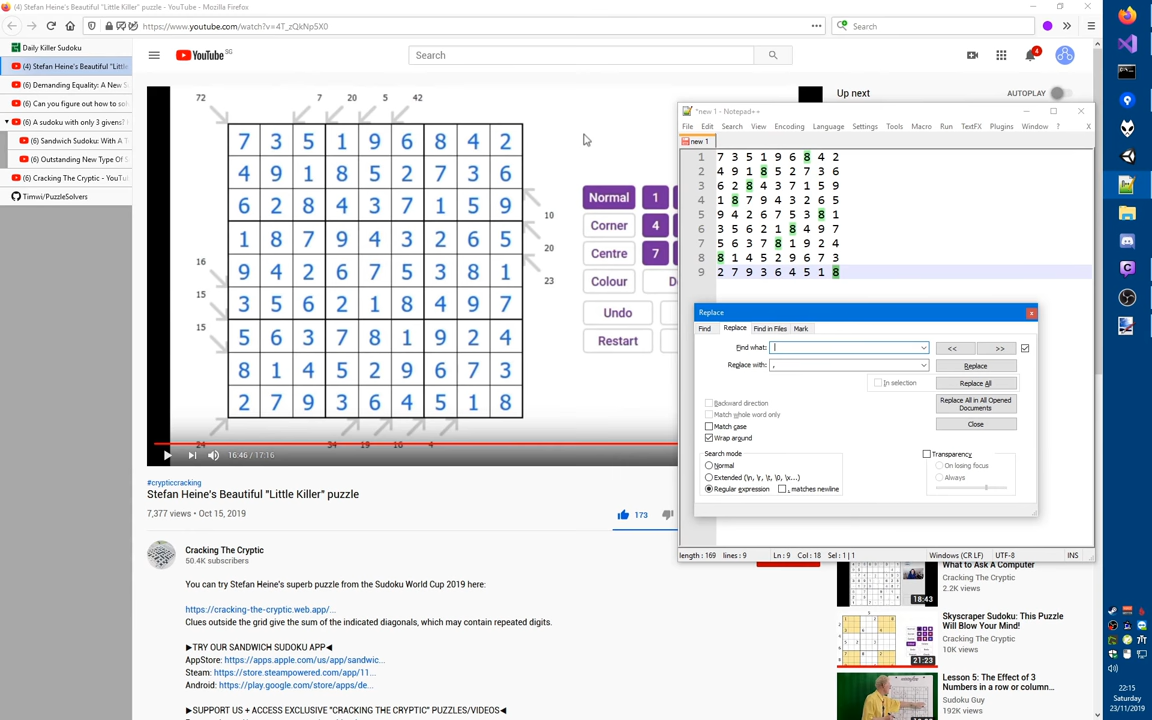 (4) Stefan Heine's Beautiful "Little Killer" puzzle - YouTube - Mozilla Firefox
https://www.youtube.com/watch?v=4T_zQkNp5X0
Search
Daily Killer Sudoku
(4) Stefan Heine's Beautiful "Little
(4) Demanding Equality: A New S
(6) Can you figure out how to sol
(6) A sudoku with only 3 givens?
(6) Sandwich Sudoku: With A T
(6) Outstanding New Type Of S
(6) Cracking The Cryptic - YouTu
Timwi/PuzzleSolvers
YouTube SG
Search
4
72 7 20 5 42
7 3 5 1 9 6 8 4 2
4 9 1 8 5 2 7 3 6
6 2 8 4 3 7 1 5 9
10
1 8 7 9 4 3 2 6 5
20
16
9 4 2 6 7 5 3 8 1
23
15
3 5 6 2 1 8 4 9 7
15
5 6 3 7 8 1 9 2 4
8 1 4 5 2 9 6 7 3
2 7 9 3 6 4 5 1 8
24 34 19 16 4
Normal 1
Corner 4
Centre 7
Colour D
Undo
Restart
16:46 / 17:16
Up next
AUTOPLAY
*new 1 - Notepad++
File Edit Search View Encoding Language Settings Tools Macro Run TextFX Plugins Window ? X
new 1
1 7 3 5 1 9 6 8 4 2
2 4 9 1 8 5 2 7 3 6
3 6 2 8 4 3 7 1 5 9
4 1 8 7 9 4 3 2 6 5
5 9 4 2 6 7 5 3 8 1
6 3 5 6 2 1 8 4 9 7
7 5 6 3 7 8 1 9 2 4
8 8 1 4 5 2 9 6 7 3
9 2 7 9 3 6 4 5 1 8
Replace
x
Find Replace Find in Files Mark
Find what:
<< >>
Replace with: ,
Replace
In selection
Replace All
Replace All in All Opened Documents
Close
Backward direction
Match whole word only
Match case
Wrap around
Search mode
Normal
Extended (\n, \r, \t, \0, \x...)
Regular expression
. matches newline
Transparency
On losing focus
Always
length : 169 lines : 9 Ln : 9 Col : 18 Sel : 1 | 1 Windows (CR LF) UTF-8 INS
#crypticcracking
Stefan Heine's Beautiful "Little Killer" puzzle
7,377 views • Oct 15, 2019
173
Cracking The Cryptic
50.4K subscribers
You can try Stefan Heine's superb puzzle from the Sudoku World Cup 2019 here:
https://cracking-the-cryptic.web.app/...
Clues outside the grid give the sum of the indicated diagonals, which may contain repeated digits.
▶TRY OUR SANDWICH SUDOKU APP◀
AppStore: https://apps.apple.com/us/app/sandwic...
Steam: https://store.steampowered.com/app/11...
Android: https://play.google.com/store/apps/de...
▶SUPPORT US + ACCESS EXCLUSIVE "CRACKING THE CRYPTIC" PUZZLES/VIDEOS◀
What to Ask A Computer
Cracking The Cryptic
2.2K views
18:43
Skyscraper Sudoku: This Puzzle Will Blow Your Mind!
Cracking The Cryptic
10K views
21:23
Lesson 5: The Effect of 3 Numbers in a row or column...
Sudoku Guy
192K views
22:15
Saturday
23/11/2019